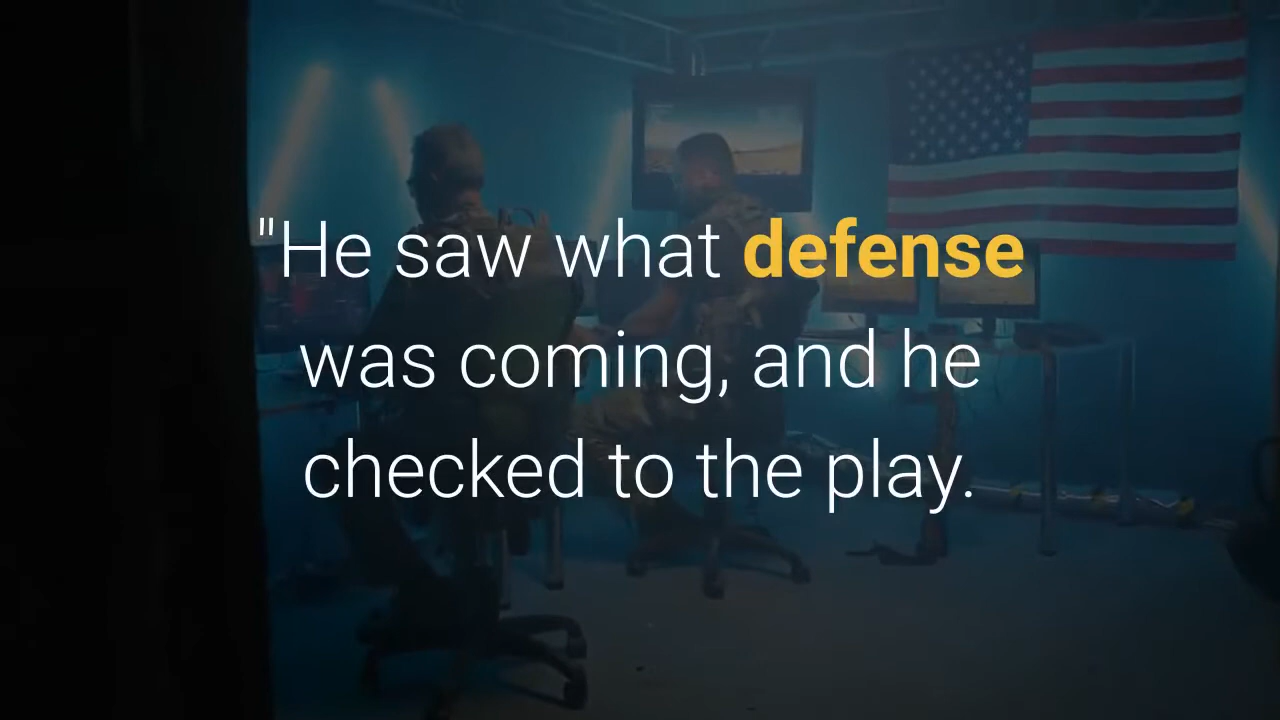 "He saw what defense
was coming, and he
checked to the play.